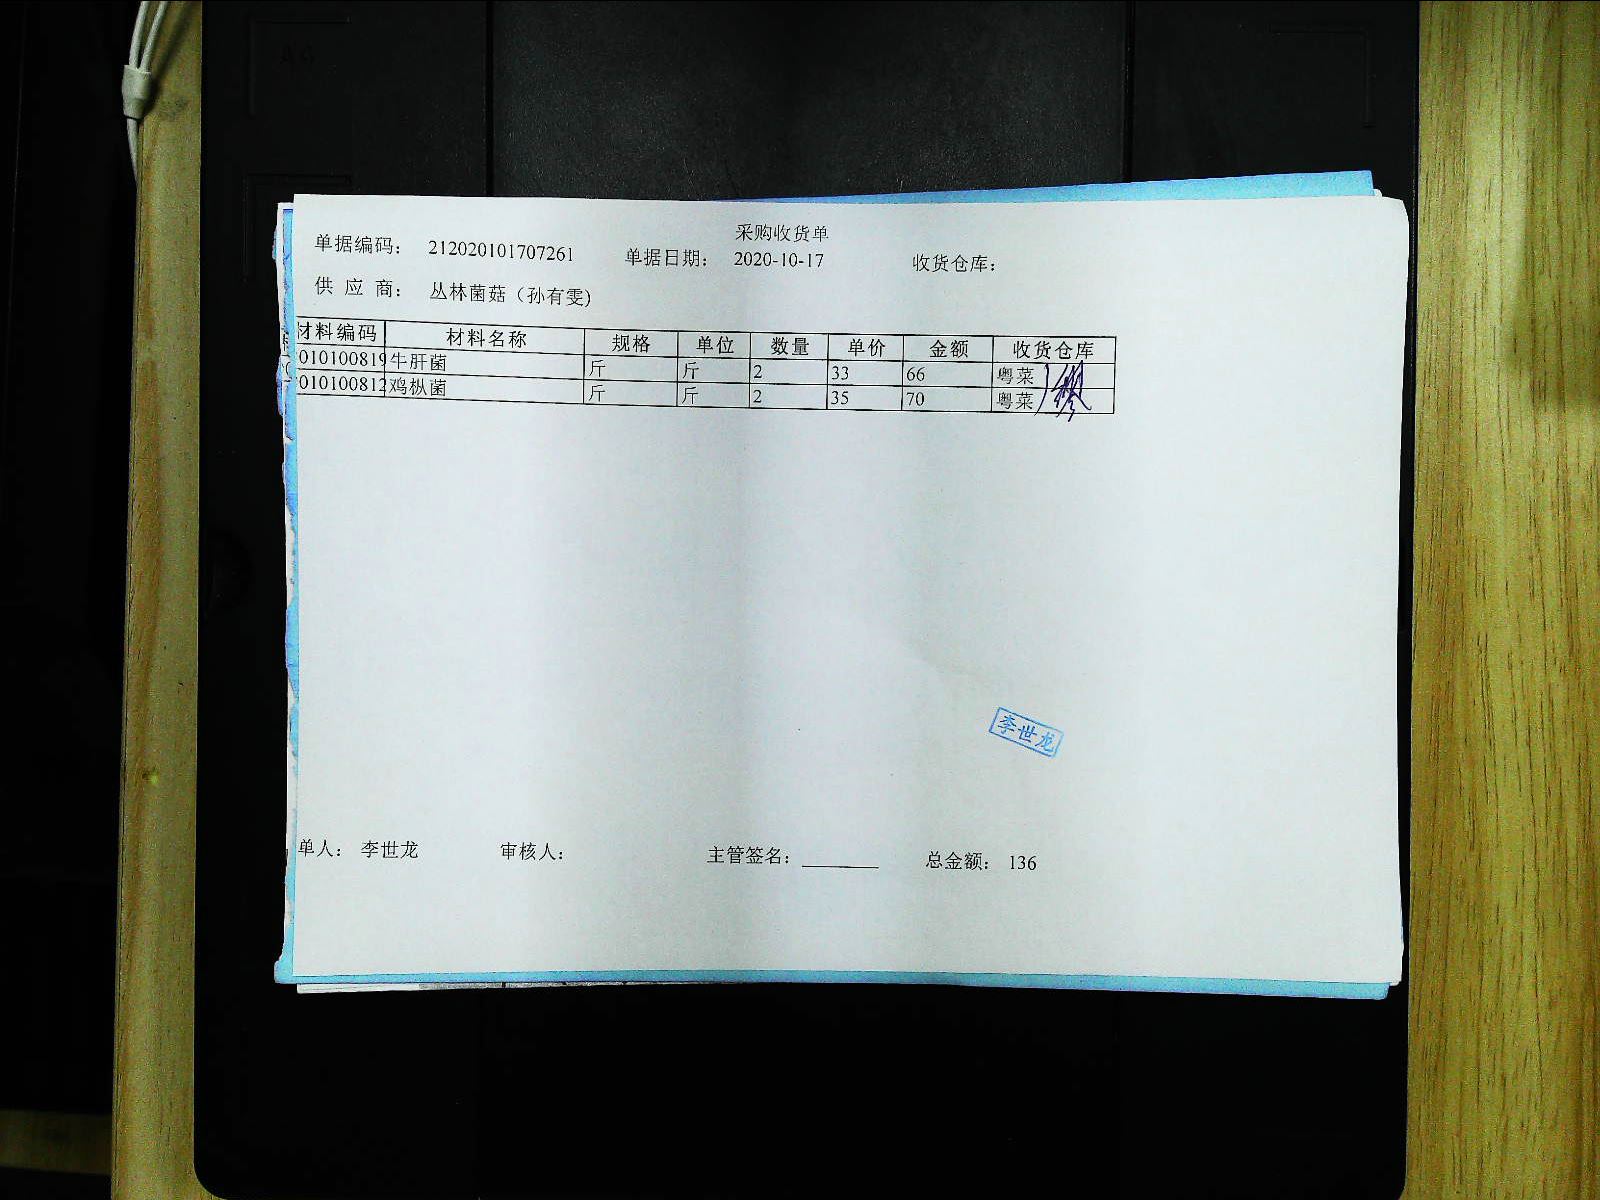 采购收货单
单据编码： 212020101707261 单据日期： 2020-10-17 收货仓库：
供 应 商： 丛林菌菇（孙有雯）
材料编码 材料名称 规格 单位 数量 单价 金额 收货仓库
010100819 牛肝菌 斤 斤 2 33 66 粤菜
010100812 鸡枞菌 斤 斤 2 35 70 粤菜
李世龙
单人： 李世龙 审核人： 主管签名： 总金额： 136